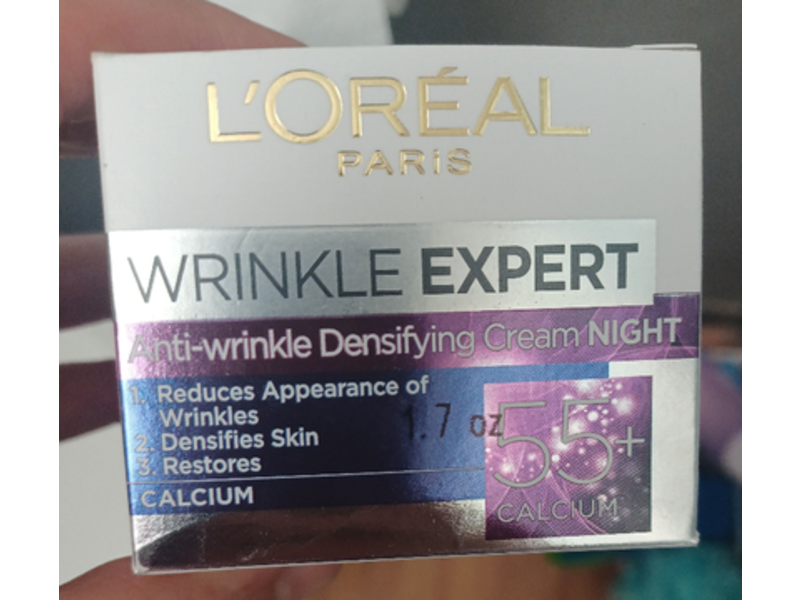 L'ORÉAL
PARiS
WRINKLE EXPERT
Anti-wrinkle Densifying Cream NIGHT
1. Reduces Appearance of
Wrinkles
2. Densifies Skin
3. Restores
CALCIUM
1.7 oz
55+
CALCIUM